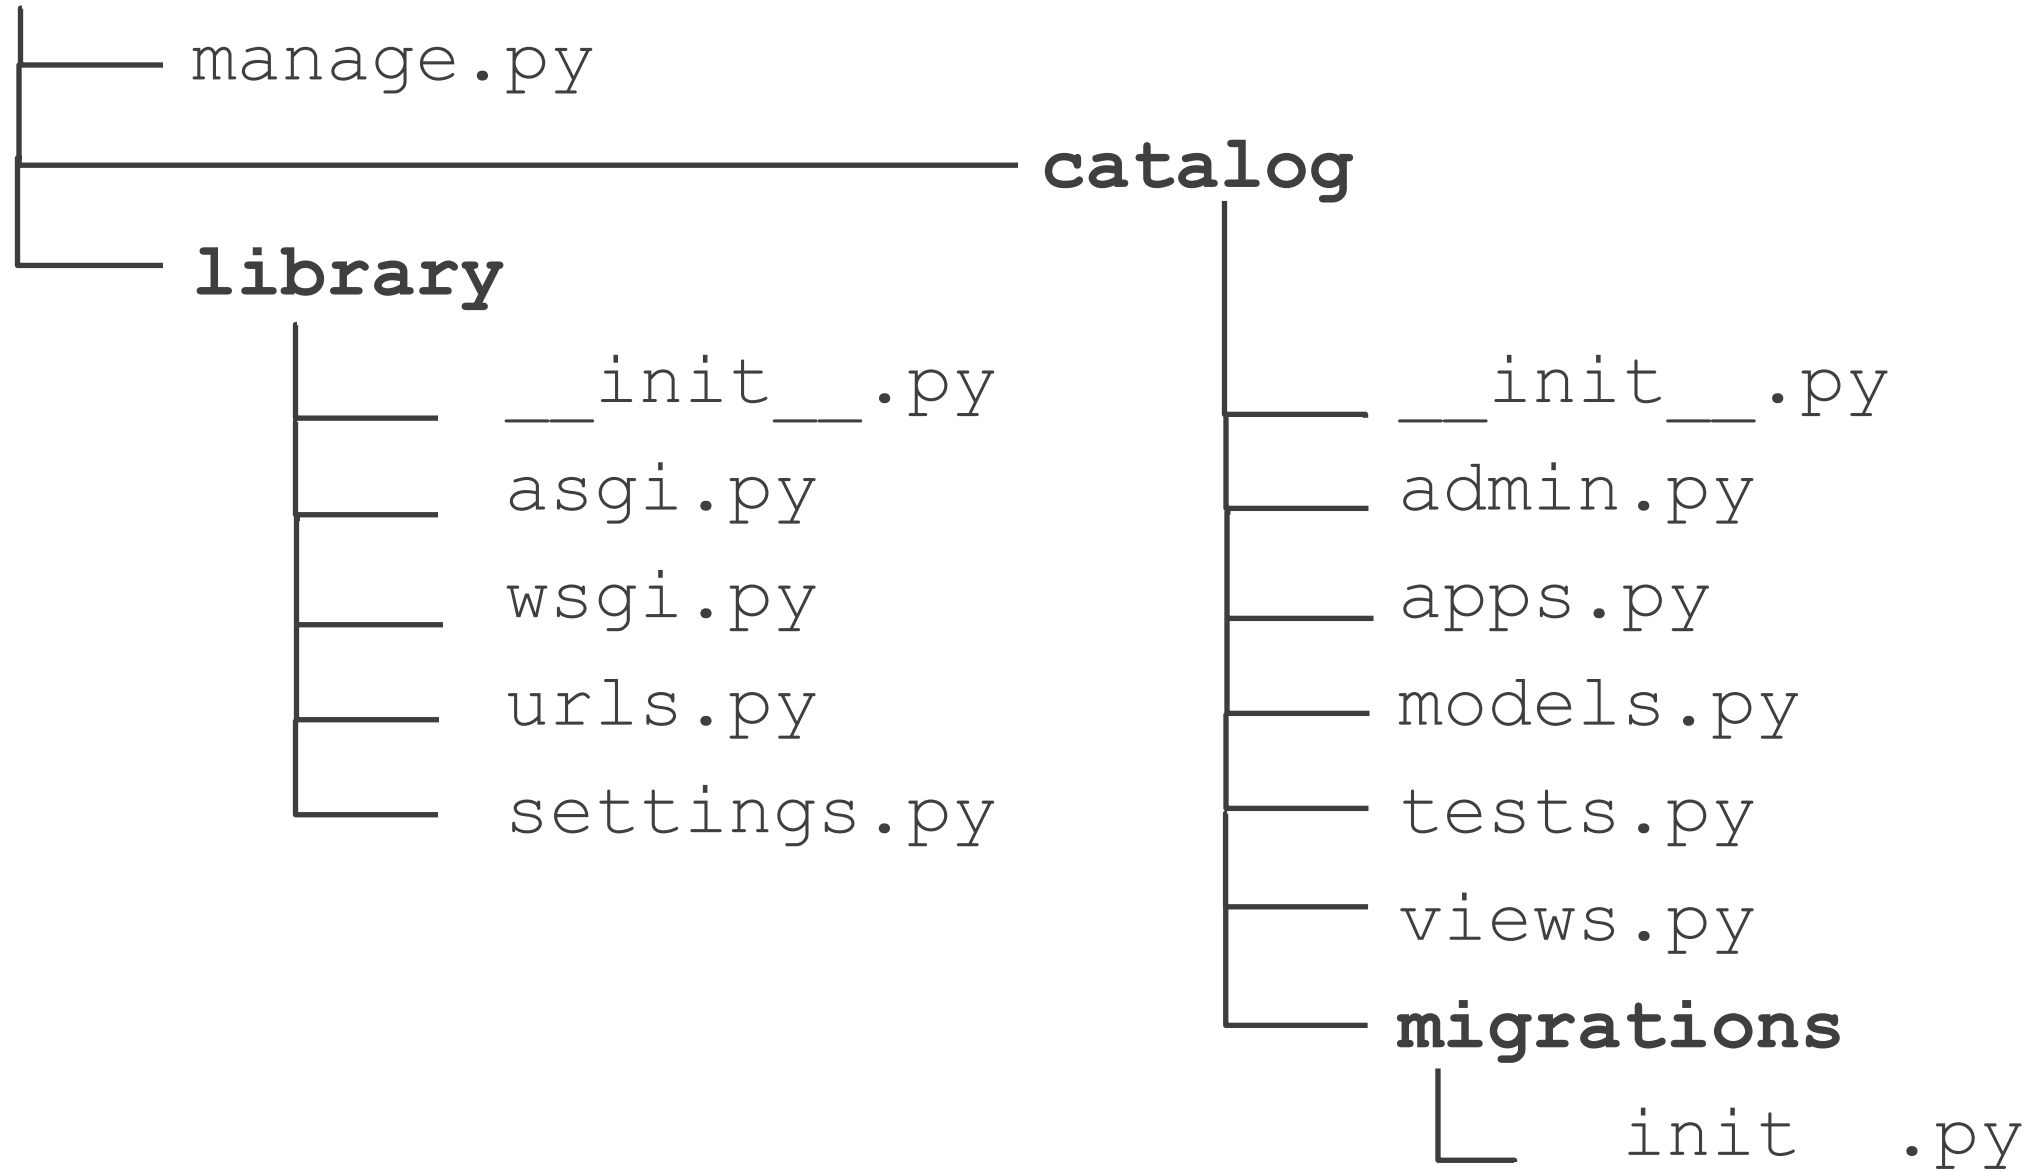 manage.py
catalog
library
__init__.py
asgi.py
wsgi.py
urls.py
settings.py
__init__.py
admin.py
apps.py
models.py
tests.py
views.py
migrations
init .py